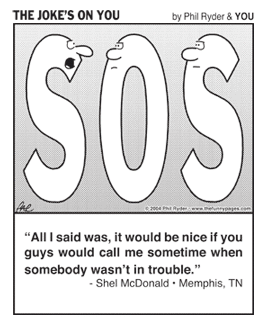 THE JOKE'S ON YOU by Phil Ryder & YOU
SOS
© 2004 Phil Ryder - www.thefunnypages.com
"All I said was, it would be nice if you
guys would call me sometime when
somebody wasn't in trouble."
- Shel McDonald • Memphis, TN